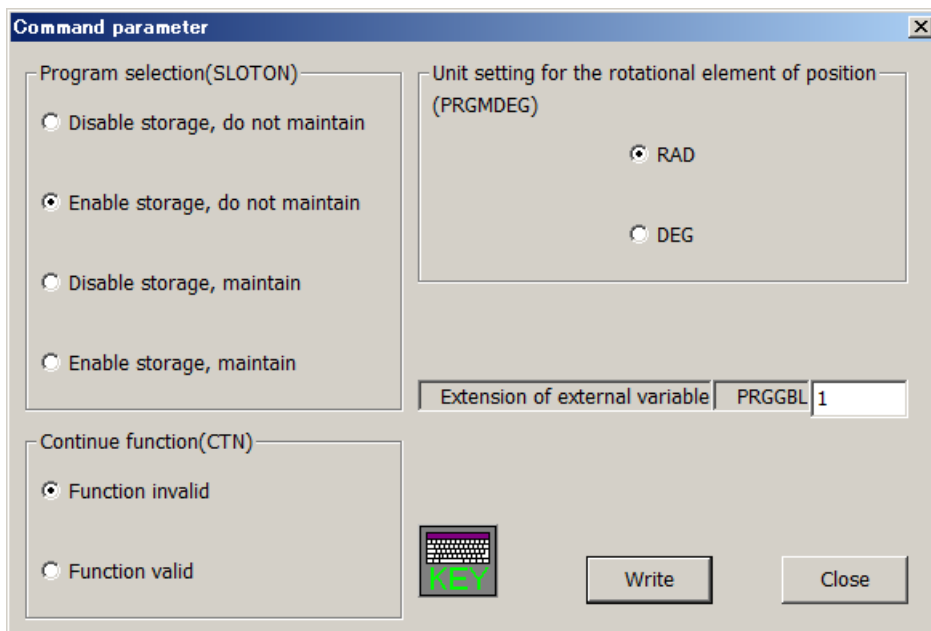 Command parameter
Program selection(SLOTON)
Disable storage, do not maintain
Enable storage, do not maintain
Disable storage, maintain
Enable storage, maintain
Continue function(CTN)
Function invalid
Function valid
Unit setting for the rotational element of position
(PRGMDEG)
RAD
DEG
Extension of external variable PRGGBL 1
KEY
Write Close